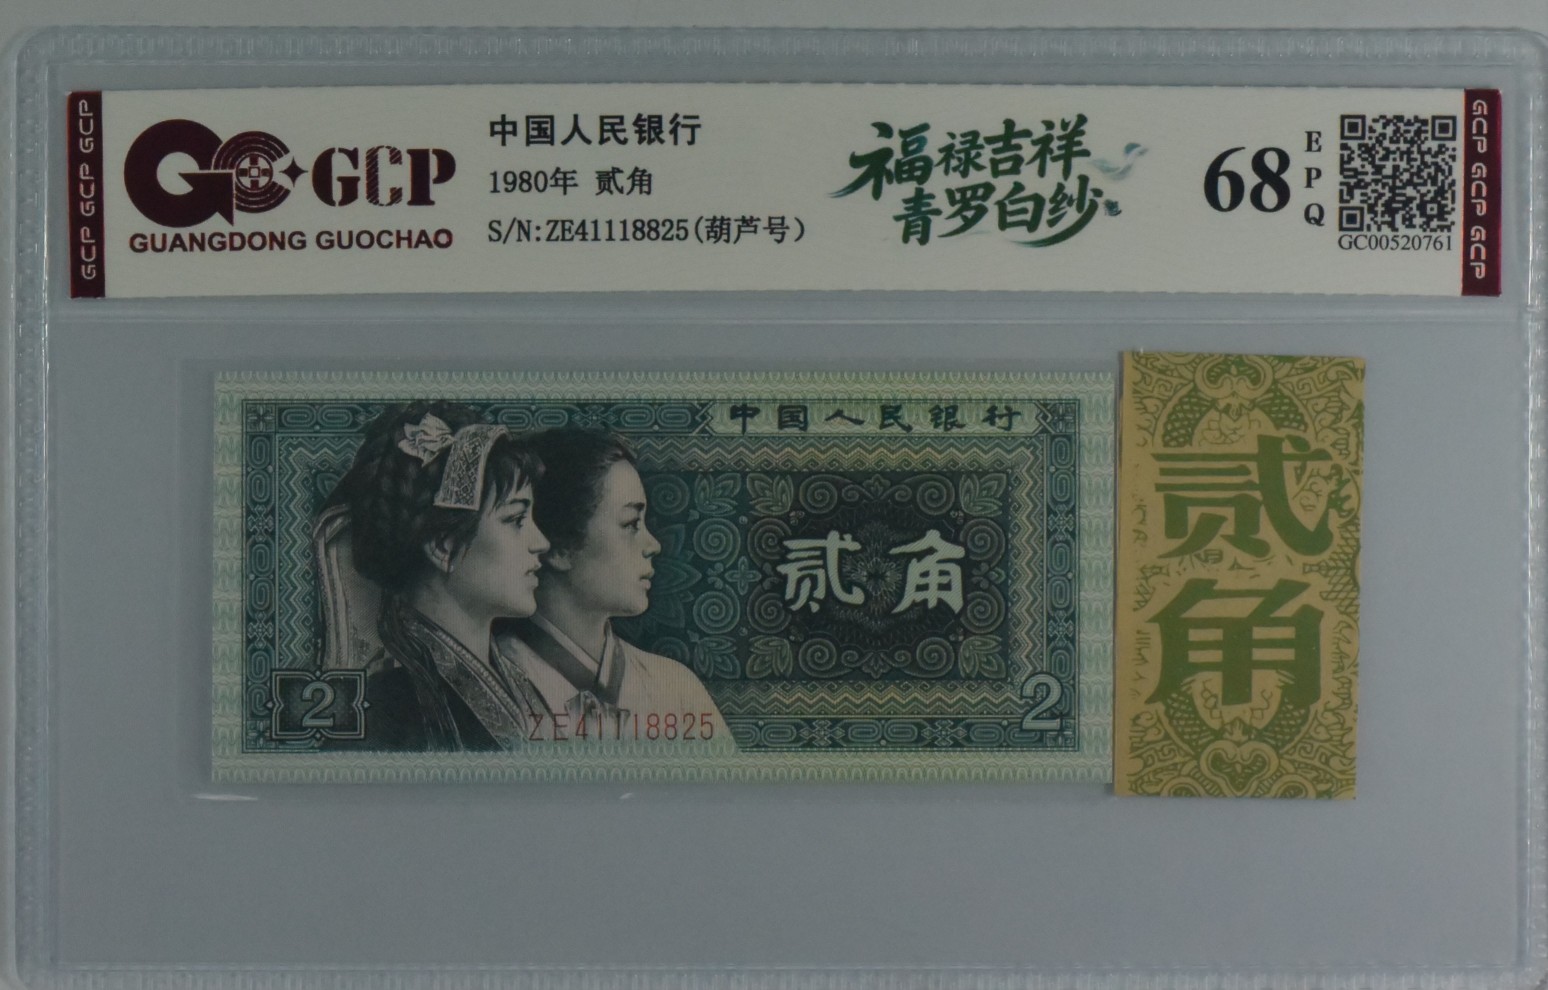 GCP GCP GCP
GCP
GUANGDONG GUOCHAO
中国人民银行
1980年 贰角
S/N:ZE41118825(葫芦号)
福禄吉祥
青罗白纱
68
EPQ
GC00520761
GCP GCP GCP
中国人民银行
贰角
2
ZE41118825
2
贰角